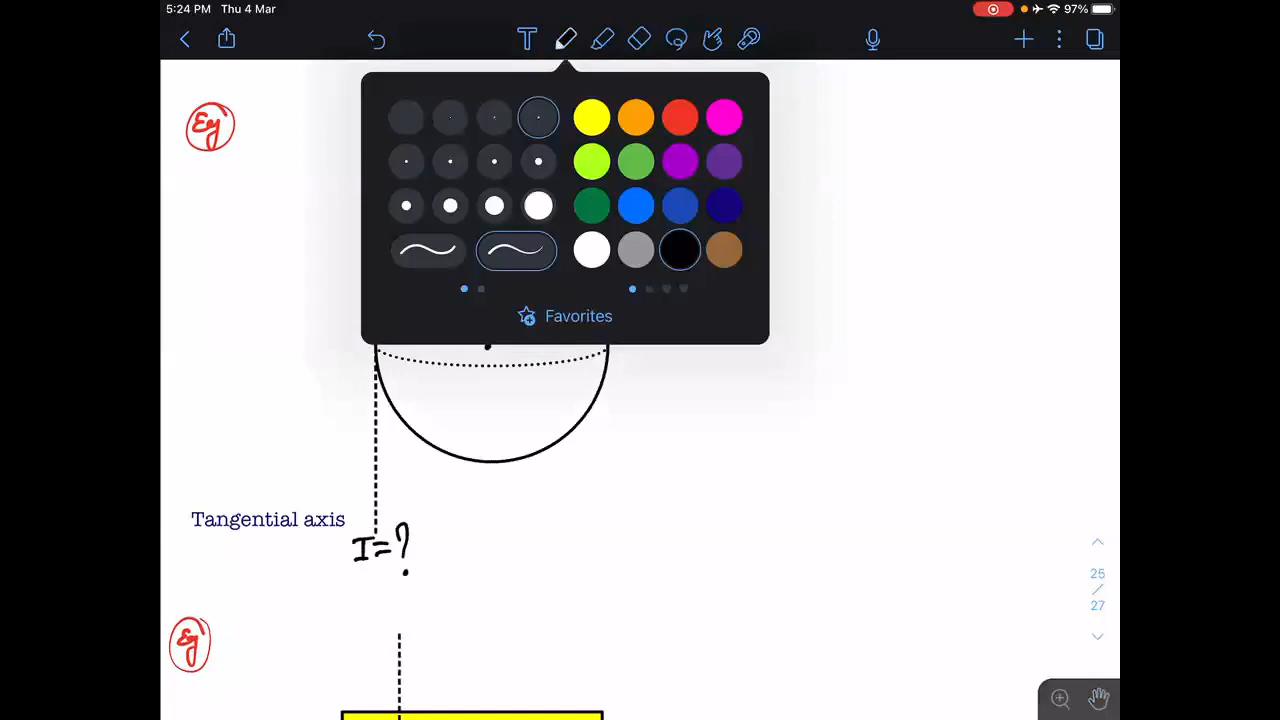 5:24 PM Thu 4 Mar
97%
T
Eg
Favorites
Tangential axis
I=?
25
/
27
Eg